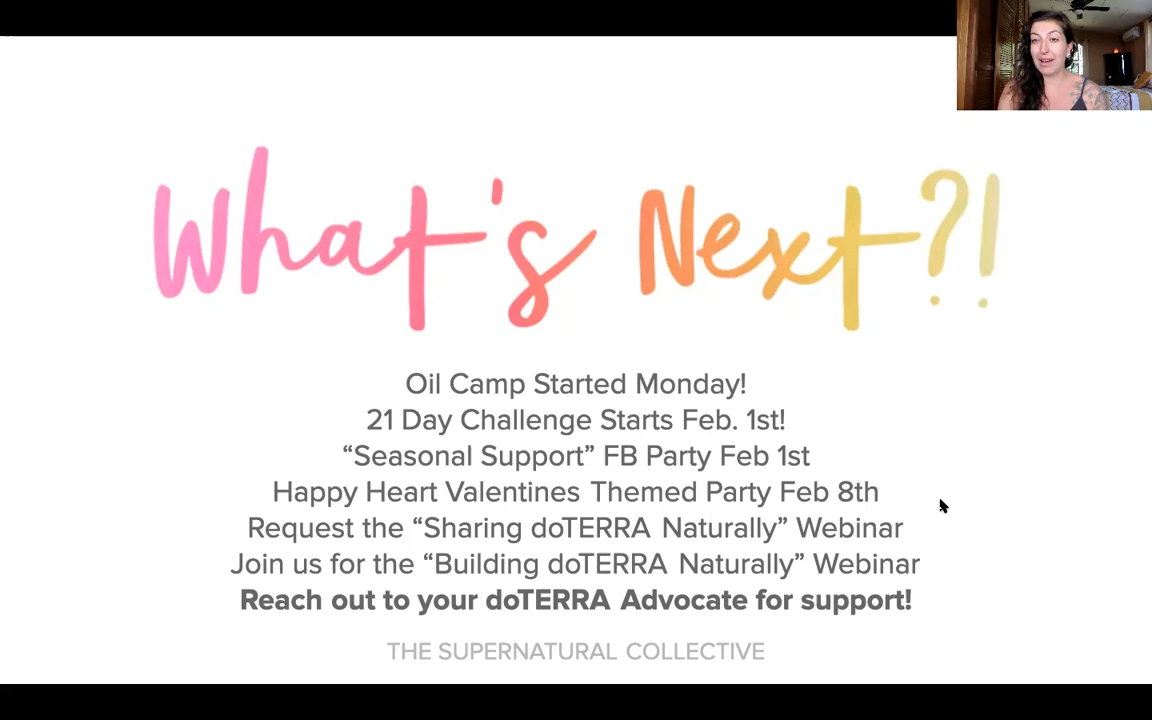 What's Next?!
Oil Camp Started Monday!
21 Day Challenge Starts Feb. 1st!
“Seasonal Support” FB Party Feb 1st
Happy Heart Valentines Themed Party Feb 8th
Request the “Sharing doTERRA Naturally” Webinar
Join us for the “Building doTERRA Naturally” Webinar
Reach out to your doTERRA Advocate for support!
THE SUPERNATURAL COLLECTIVE